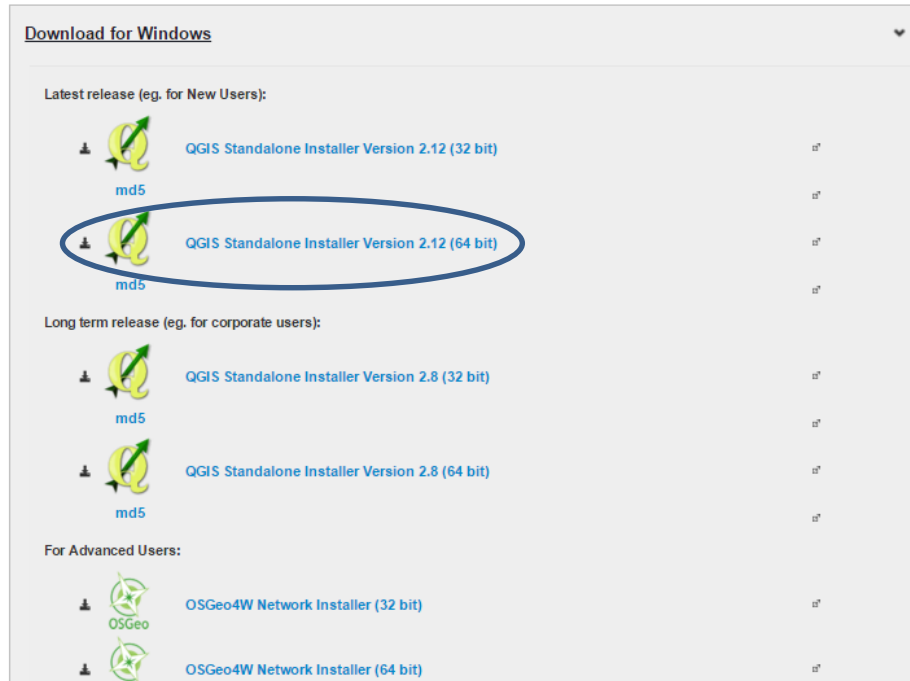 Download for Windows
Latest release (eg. for New Users):
QGIS Standalone Installer Version 2.12 (32 bit)
md5
QGIS Standalone Installer Version 2.12 (64 bit)
md5
Long term release (eg. for corporate users):
QGIS Standalone Installer Version 2.8 (32 bit)
md5
QGIS Standalone Installer Version 2.8 (64 bit)
md5
For Advanced Users:
OSGeo4W Network Installer (32 bit)
OSGeo
OSGeo4W Network Installer (64 bit)